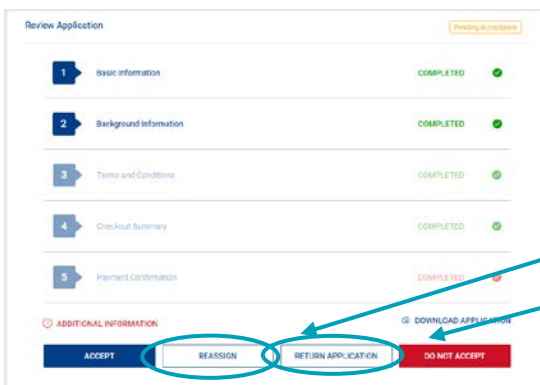 Review Application
Pending Acceptance
1 Basic Information COMPLETED
2 Background Information COMPLETED
3 Terms and Conditions COMPLETED
4 Checkout Summary COMPLETED
5 Payment Confirmation COMPLETED
ADDITIONAL INFORMATION DOWNLOAD APPLICATION
ACCEPT REASSIGN RETURN APPLICATION DO NOT ACCEPT